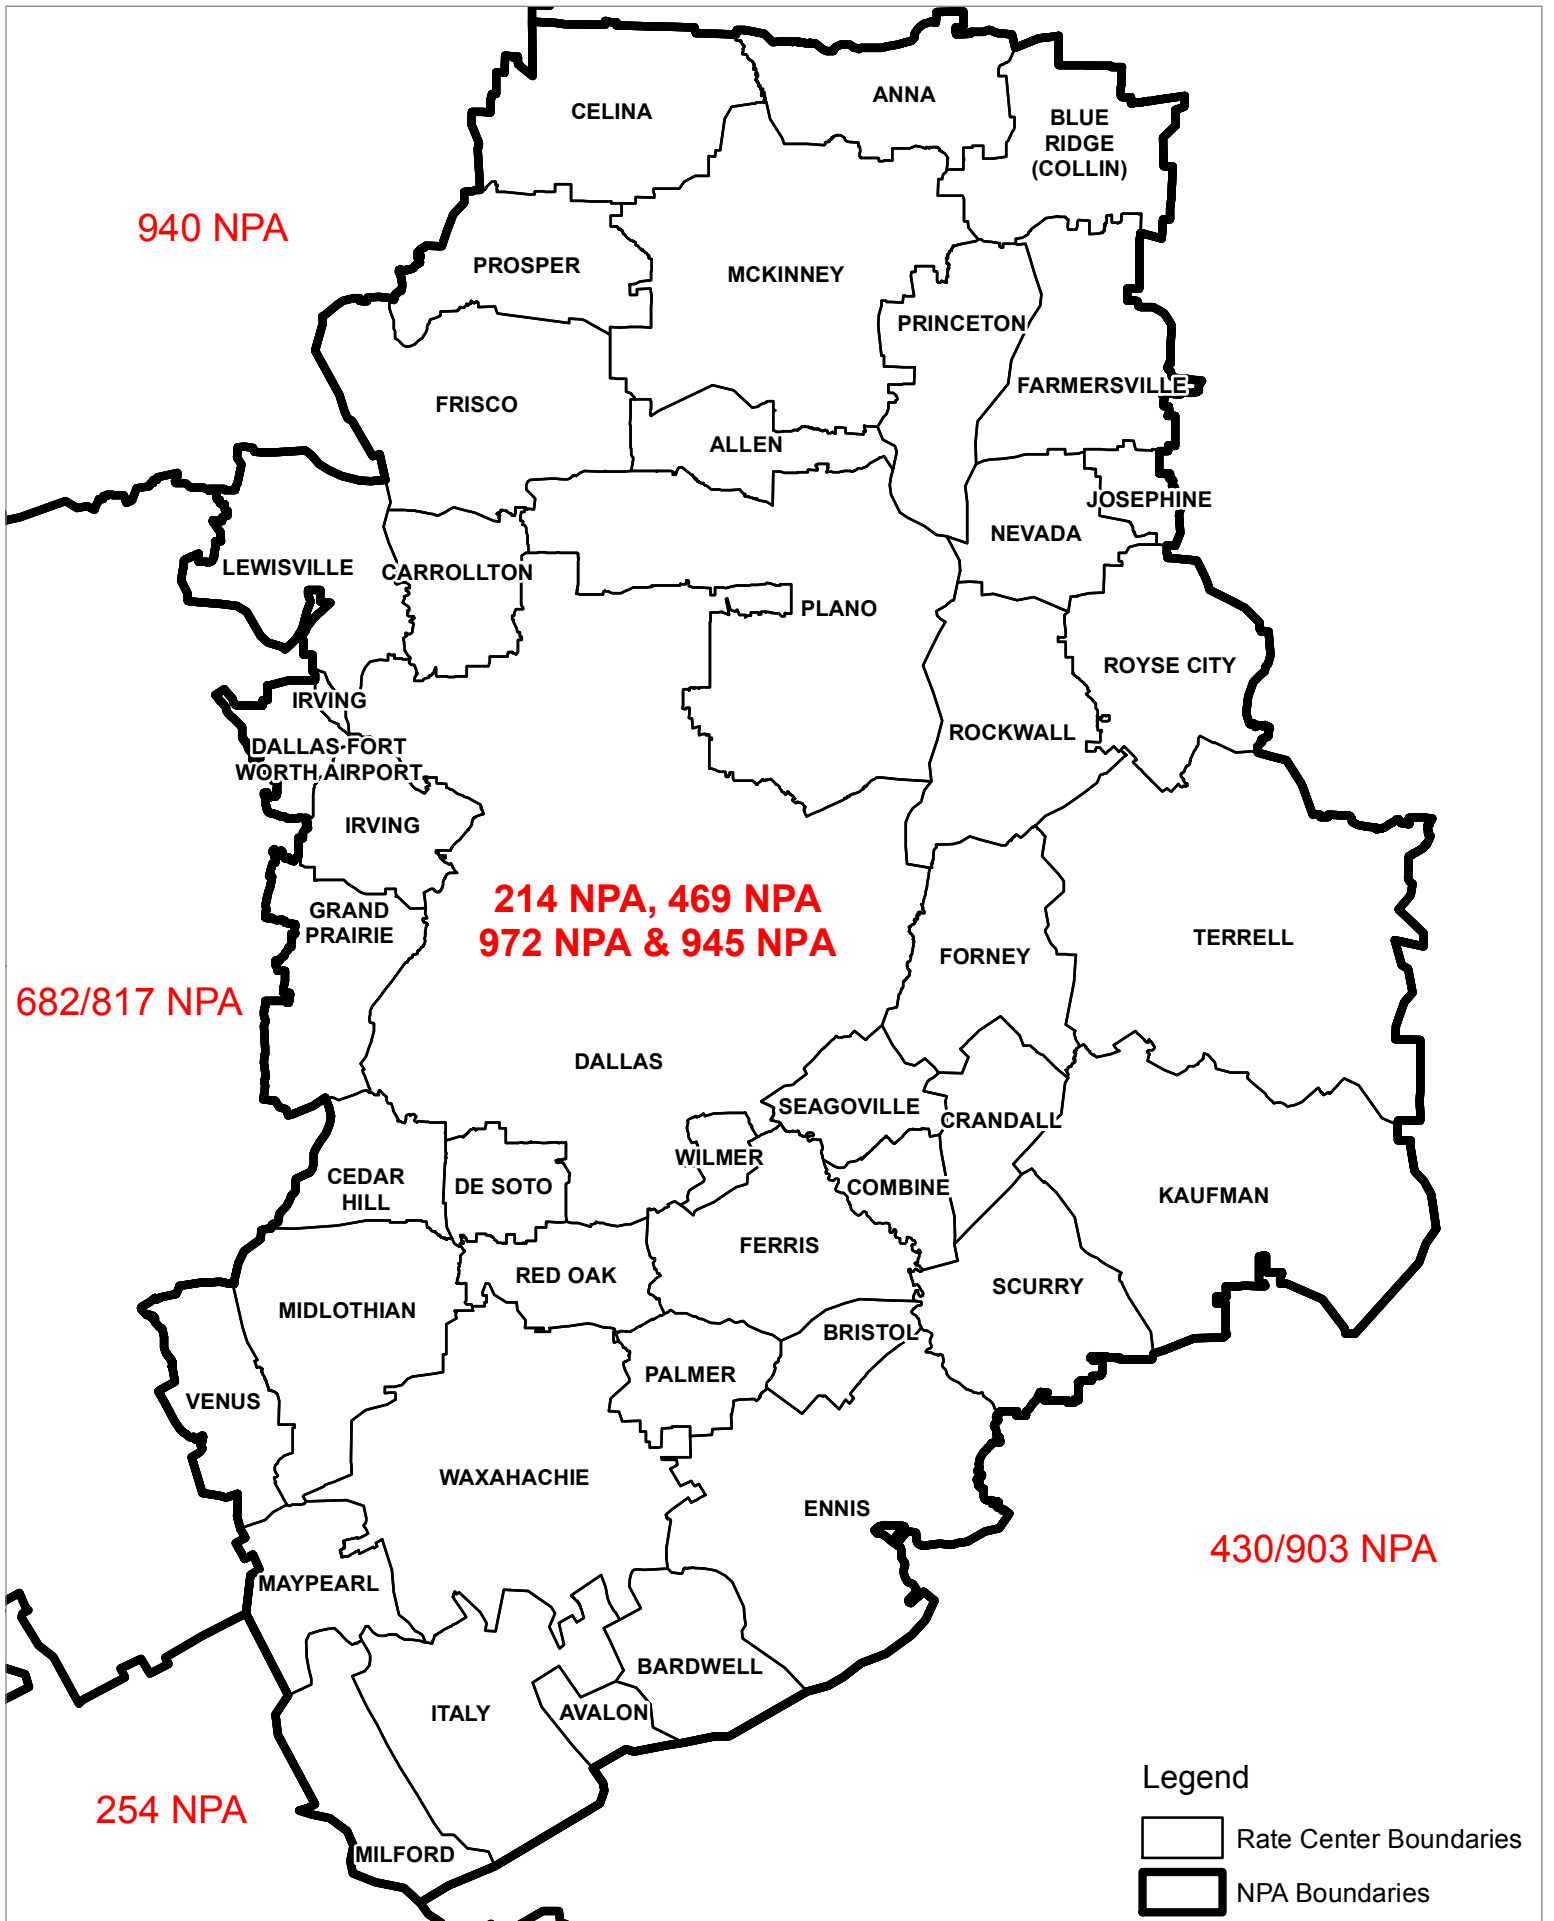 CELINA
ANNA
BLUE
RIDGE
(COLLIN)
940 NPA
PROSPER
MCKINNEY
PRINCETON
FARMERSVILLE
FRISCO
ALLEN
JOSEPHINE
NEVADA
LEWISVILLE
CARROLLTON
PLANO
ROYSE CITY
IRVING
ROCKWALL
DALLAS-FORT
WORTH AIRPORT
IRVING
214 NPA, 469 NPA
972 NPA & 945 NPA
GRAND
PRAIRIE
TERRELL
FORNEY
682/817 NPA
DALLAS
SEAGOVILLE
CRANDALL
WILMER
CEDAR
HILL
DE SOTO
COMBINE
KAUFMAN
FERRIS
RED OAK
SCURRY
MIDLOTHIAN
BRISTOL
PALMER
VENUS
WAXAHACHIE
ENNIS
430/903 NPA
MAYPEARL
BARDWELL
ITALY
AVALON
254 NPA
MILFORD
Legend
Rate Center Boundaries
NPA Boundaries